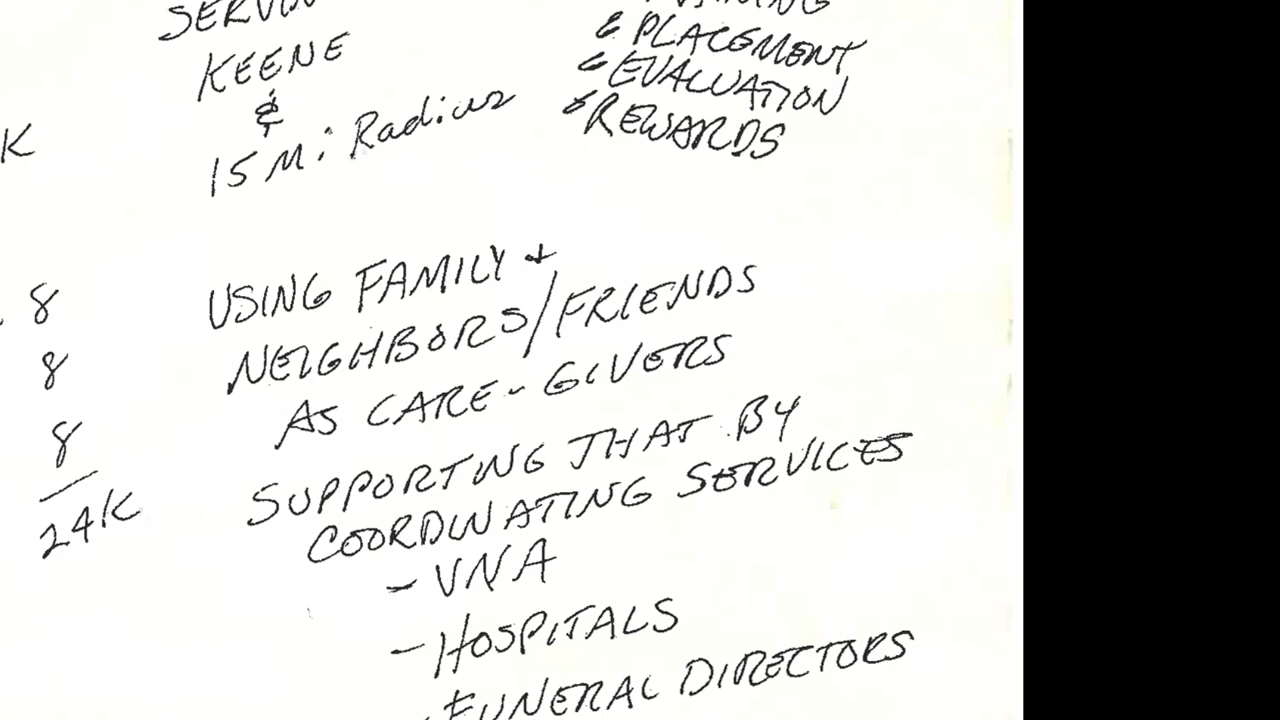 SERVIN
KEENE
&
15 Mi Radius
& PLACEMENT
& EVALUATION
& REWARDS
K
8
8
8
24K
USING FAMILY +
NEIGHBORS/FRIENDS
AS CARE-GIVERS
SUPPORTING THAT BY
COORDINATING SERVICES
- VNA
- HOSPITALS
- FUNERAL DIRECTORS